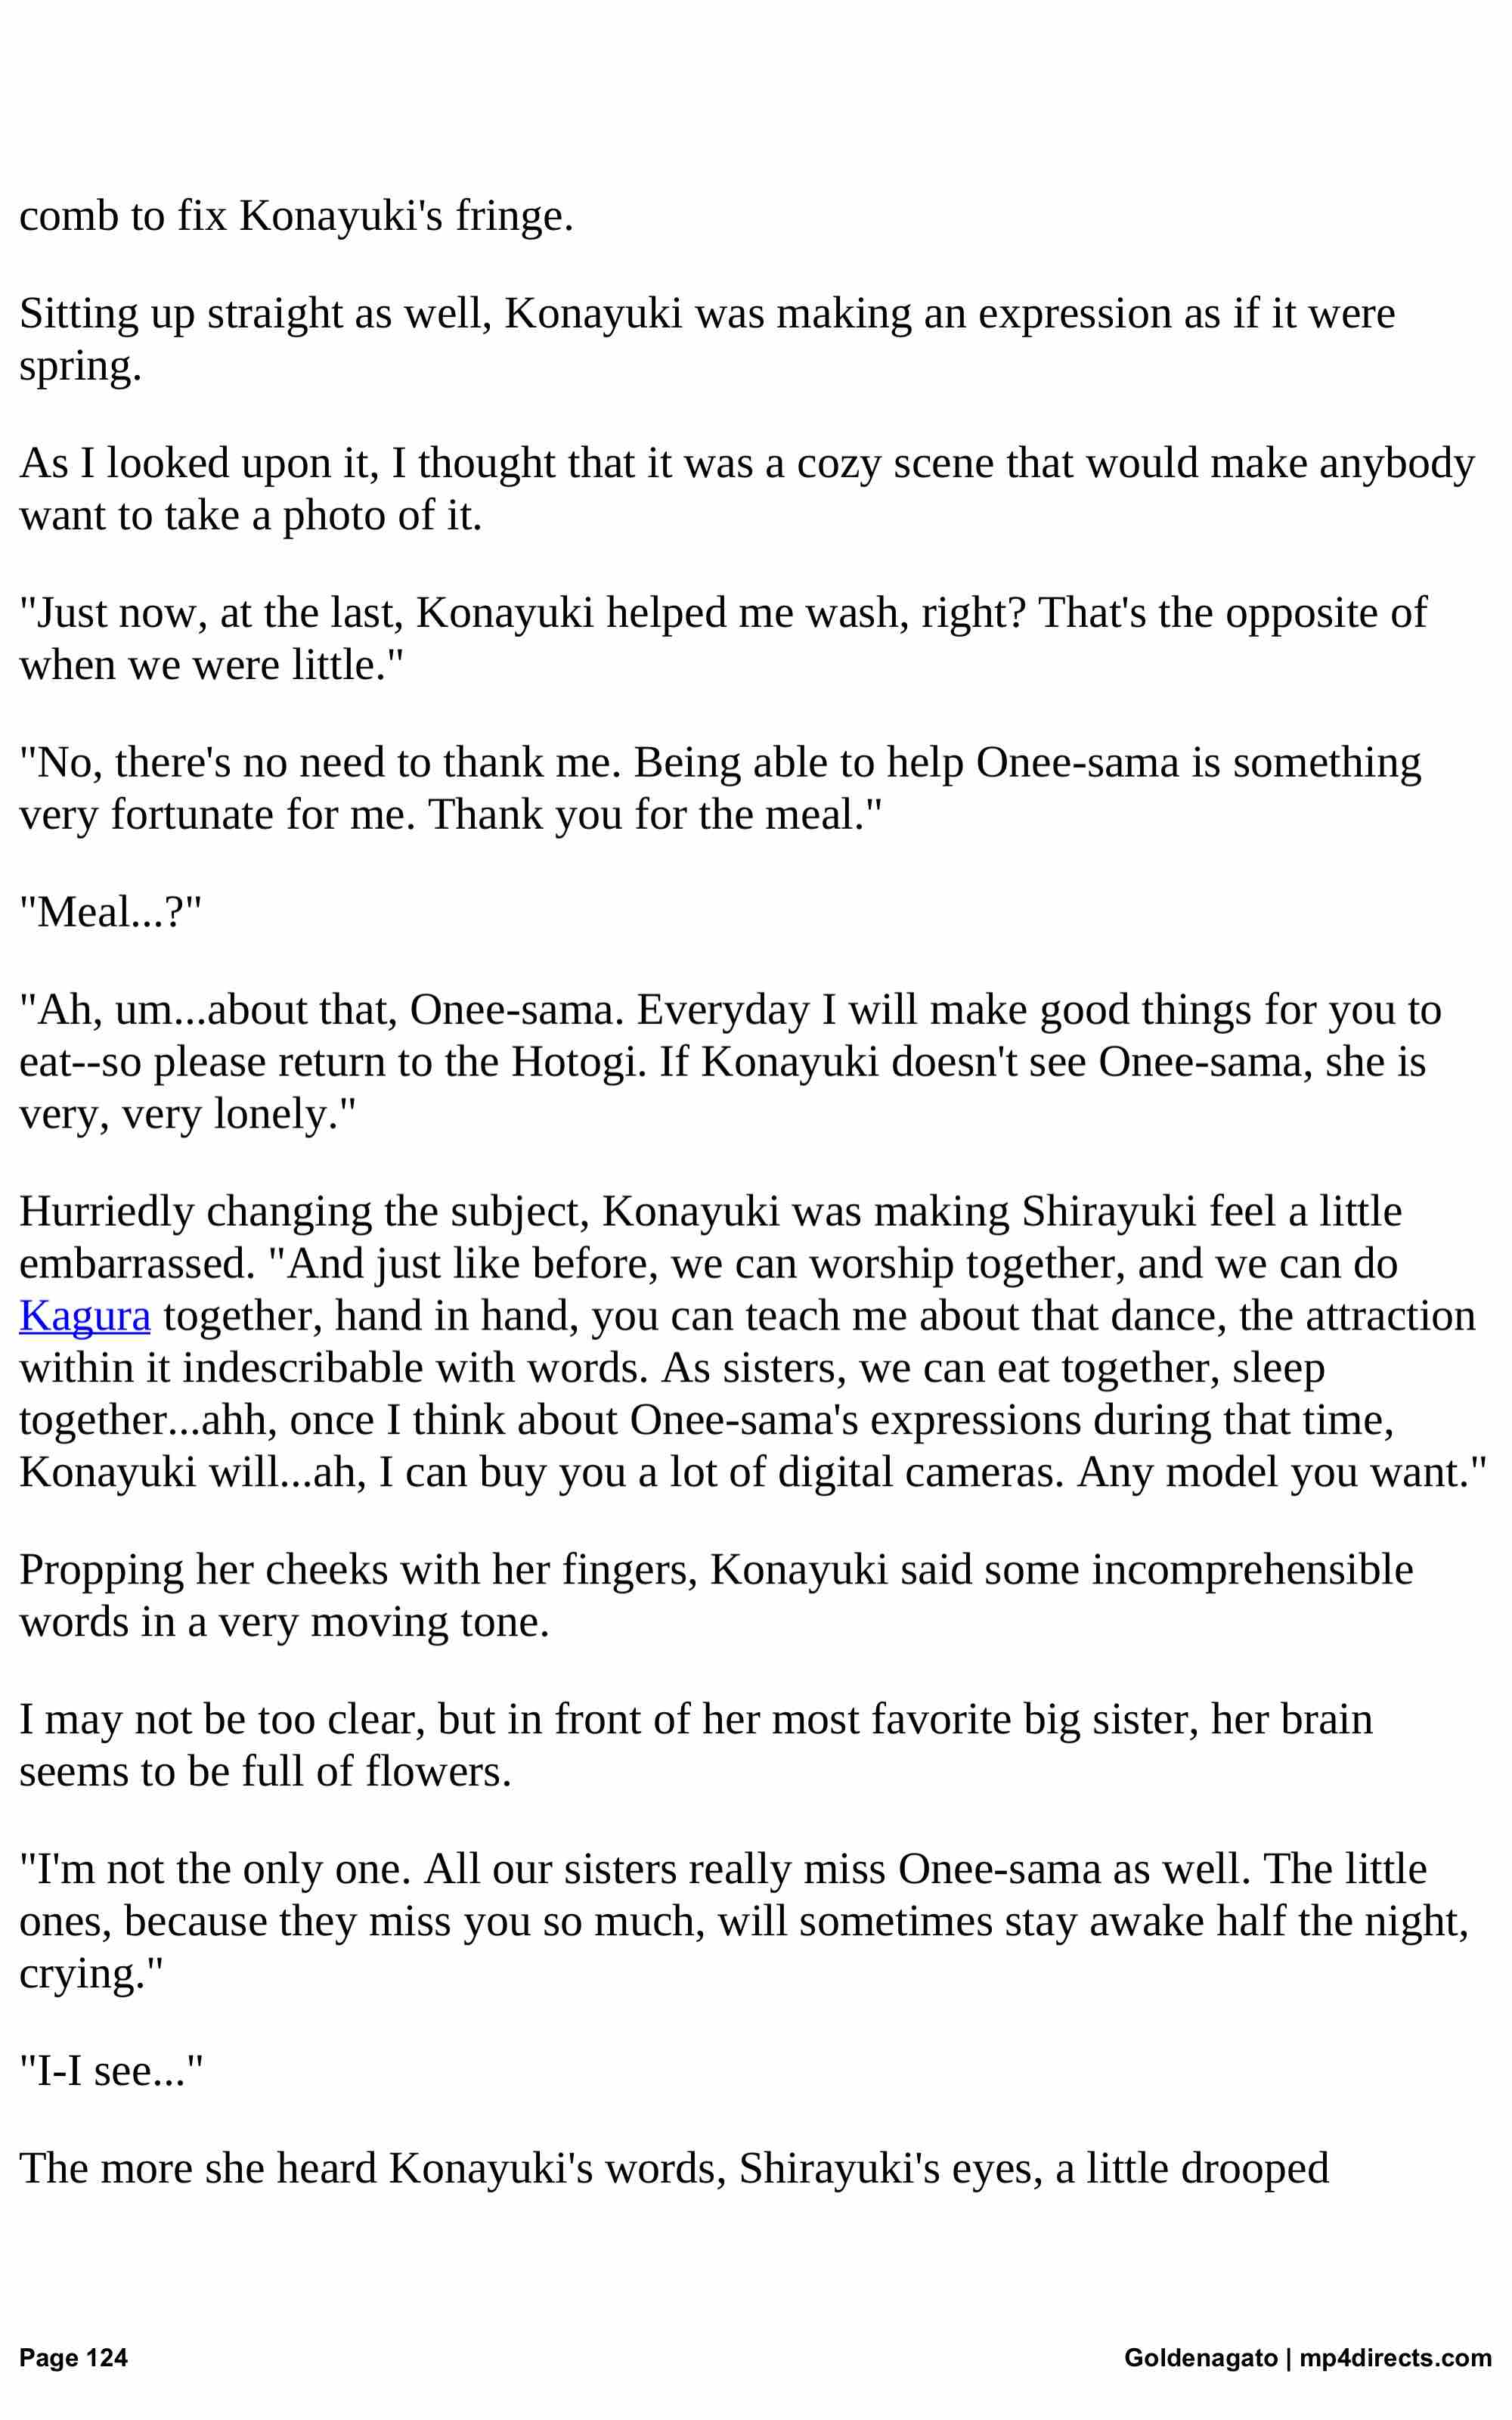 comb to fix Konayuki's fringe.
Sitting up straight as well, Konayuki was making an expression as if it were
spring.
As I looked upon it, I thought that it was a cozy scene that would make anybody
want to take a photo of it.
"Just now, at the last, Konayuki helped me wash, right? That's the opposite of
when we were little."
"No, there's no need to thank me. Being able to help Onee-sama is something
very fortunate for me. Thank you for the meal."
"Meal...?"
"Ah, um...about that, Onee-sama. Everyday I will make good things for you to
eat--so please return to the Hotogi. If Konayuki doesn't see Onee-sama, she is
very, very lonely."
Hurriedly changing the subject, Konayuki was making Shirayuki feel a little
embarrassed. "And just like before, we can worship together, and we can do
Kagura together, hand in hand, you can teach me about that dance, the attraction
within it indescribable with words. As sisters, we can eat together, sleep
together...ahh, once I think about Onee-sama's expressions during that time,
Konayuki will...ah, I can buy you a lot of digital cameras. Any model you want."
Propping her cheeks with her fingers, Konayuki said some incomprehensible
words in a very moving tone.
I may not be too clear, but in front of her most favorite big sister, her brain
seems to be full of flowers.
"I'm not the only one. All our sisters really miss Onee-sama as well. The little
ones, because they miss you so much, will sometimes stay awake half the night,
crying."
"I-I see..."
The more she heard Konayuki's words, Shirayuki's eyes, a little drooped
Page 124
Goldenagato | mp4directs.com